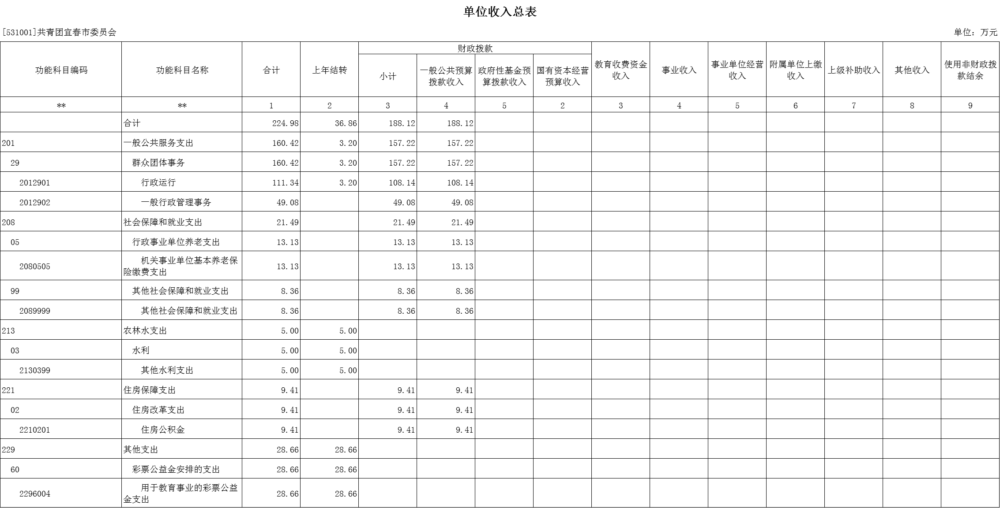 单位收入总表
[531001]共青团宜春市委员会 单位：万元
功能科目编码 功能科目名称 合计 上年结转 财政拨款 教育收费资金收入 事业收入 事业单位经营收入 附属单位上缴收入 上级补助收入 其他收入 使用非财政拨款结余
小计 一般公共预算拨款收入 政府性基金预算拨款收入 国有资本经营预算收入
** ** 1 2 3 4 5 2 3 4 5 6 7 8 9
合计 224.98 36.86 188.12 188.12
201 一般公共服务支出 160.42 3.20 157.22 157.22
29 群众团体事务 160.42 3.20 157.22 157.22
2012901 行政运行 111.34 3.20 108.14 108.14
2012902 一般行政管理事务 49.08 49.08 49.08
208 社会保障和就业支出 21.49 21.49 21.49
05 行政事业单位养老支出 13.13 13.13 13.13
2080505 机关事业单位基本养老保险缴费支出 13.13 13.13 13.13
99 其他社会保障和就业支出 8.36 8.36 8.36
2089999 其他社会保障和就业支出 8.36 8.36 8.36
213 农林水支出 5.00 5.00
03 水利 5.00 5.00
2130399 其他水利支出 5.00 5.00
221 住房保障支出 9.41 9.41 9.41
02 住房改革支出 9.41 9.41 9.41
2210201 住房公积金 9.41 9.41 9.41
229 其他支出 28.66 28.66
60 彩票公益金安排的支出 28.66 28.66
2296004 用于教育事业的彩票公益金支出 28.66 28.66